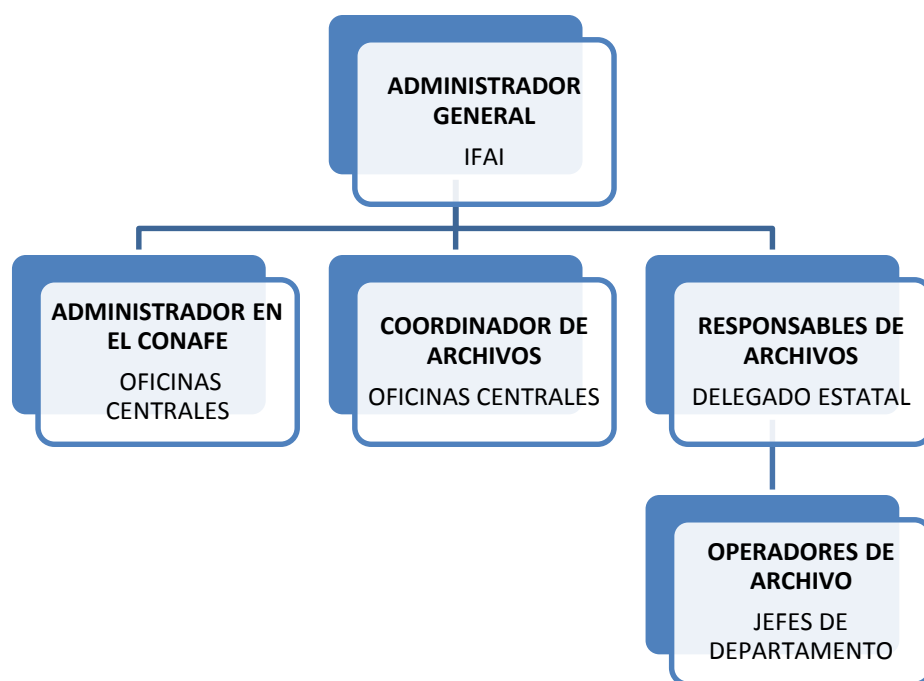 ADMINISTRADOR
GENERAL
IFAI
ADMINISTRADOR EN
EL CONAFE
OFICINAS
CENTRALES
COORDINADOR DE
ARCHIVOS
OFICINAS CENTRALES
RESPONSABLES DE
ARCHIVOS
DELEGADO ESTATAL
OPERADORES DE
ARCHIVO
JEFES DE
DEPARTAMENTO